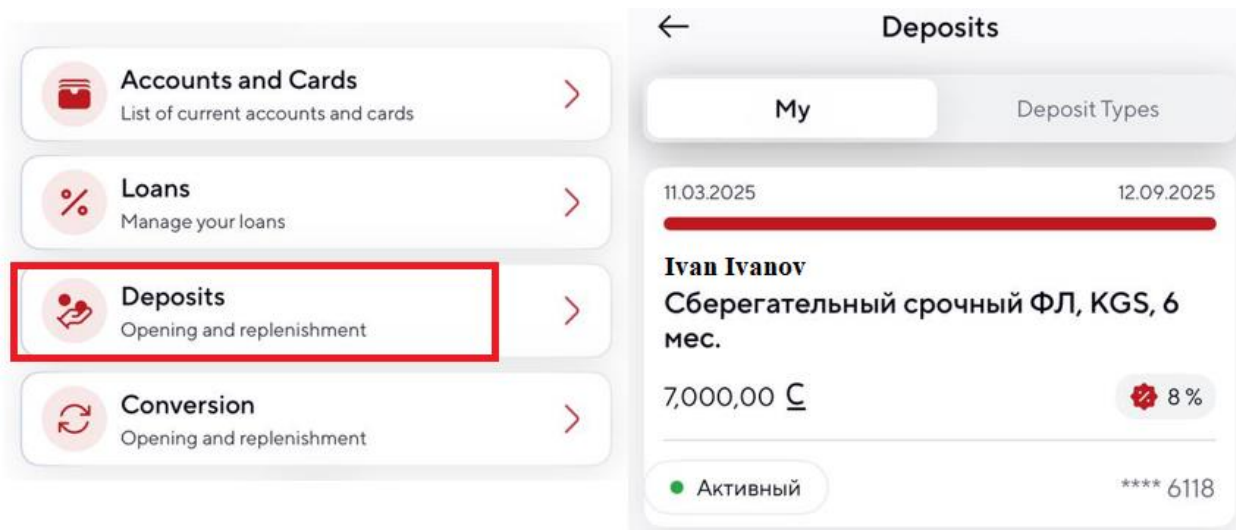 Accounts and Cards
List of current accounts and cards
Loans
Manage your loans
Deposits
Opening and replenishment
Conversion
Opening and replenishment
Deposits
My
Deposit Types
11.03.2025
12.09.2025
Ivan Ivanov
Сберегательный срочный ФЛ, KGS, 6
мес.
7,000,00 С
8 %
Активный
**** 6118